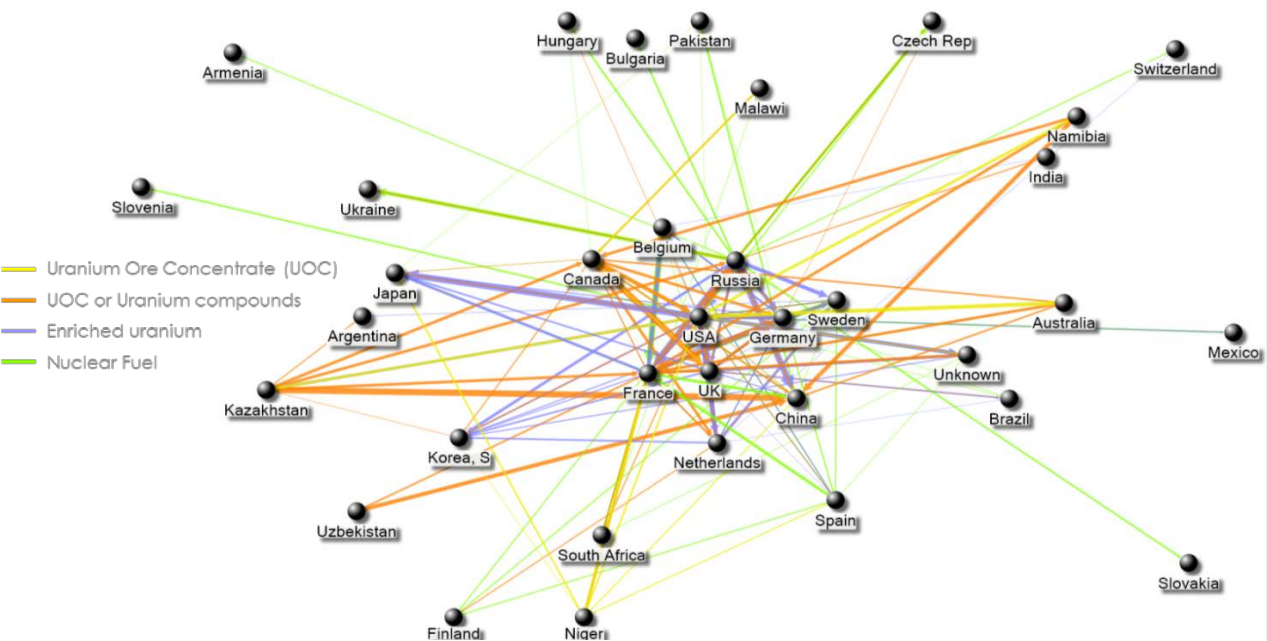 Hungary
Bulgaria
Pakistan
Czech Rep
Armenia
Switzerland
Malawi
Namibia
India
Slovenia
Ukraine
Belgium
Uranium Ore Concentrate (UOC)
UOC or Uranium compounds
Enriched uranium
Nuclear Fuel
Canada
Russia
Japan
Argentina
USA
Germany
Sweden
Australia
Mexico
Unknown
Kazakhstan
France
UK
China
Brazil
Korea, S
Netherlands
Uzbekistan
Spain
South Africa
Slovakia
Finland
Niger